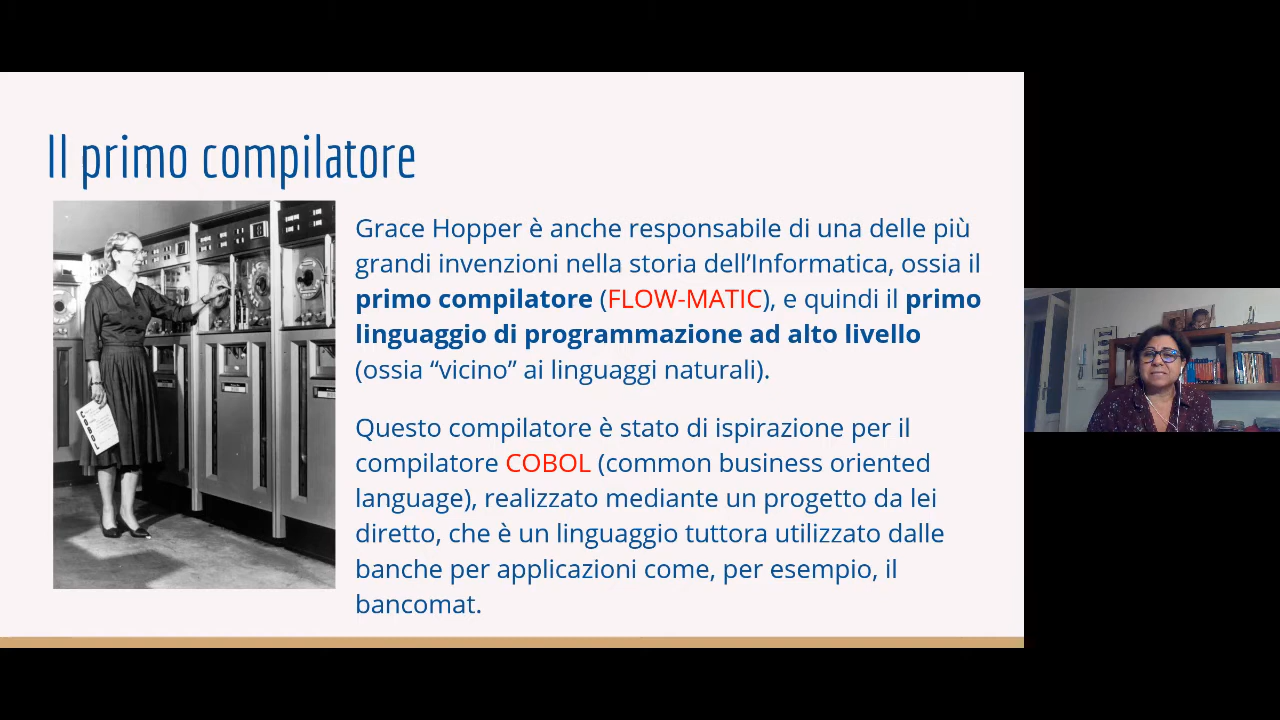 Il primo compilatore
Grace Hopper è anche responsabile di una delle più
grandi invenzioni nella storia dell’Informatica, ossia il
primo compilatore (FLOW-MATIC), e quindi il primo
linguaggio di programmazione ad alto livello
(ossia “vicino” ai linguaggi naturali).
Questo compilatore è stato di ispirazione per il
compilatore COBOL (common business oriented
language), realizzato mediante un progetto da lei
diretto, che è un linguaggio tuttora utilizzato dalle
banche per applicazioni come, per esempio, il
bancomat.
COBOL